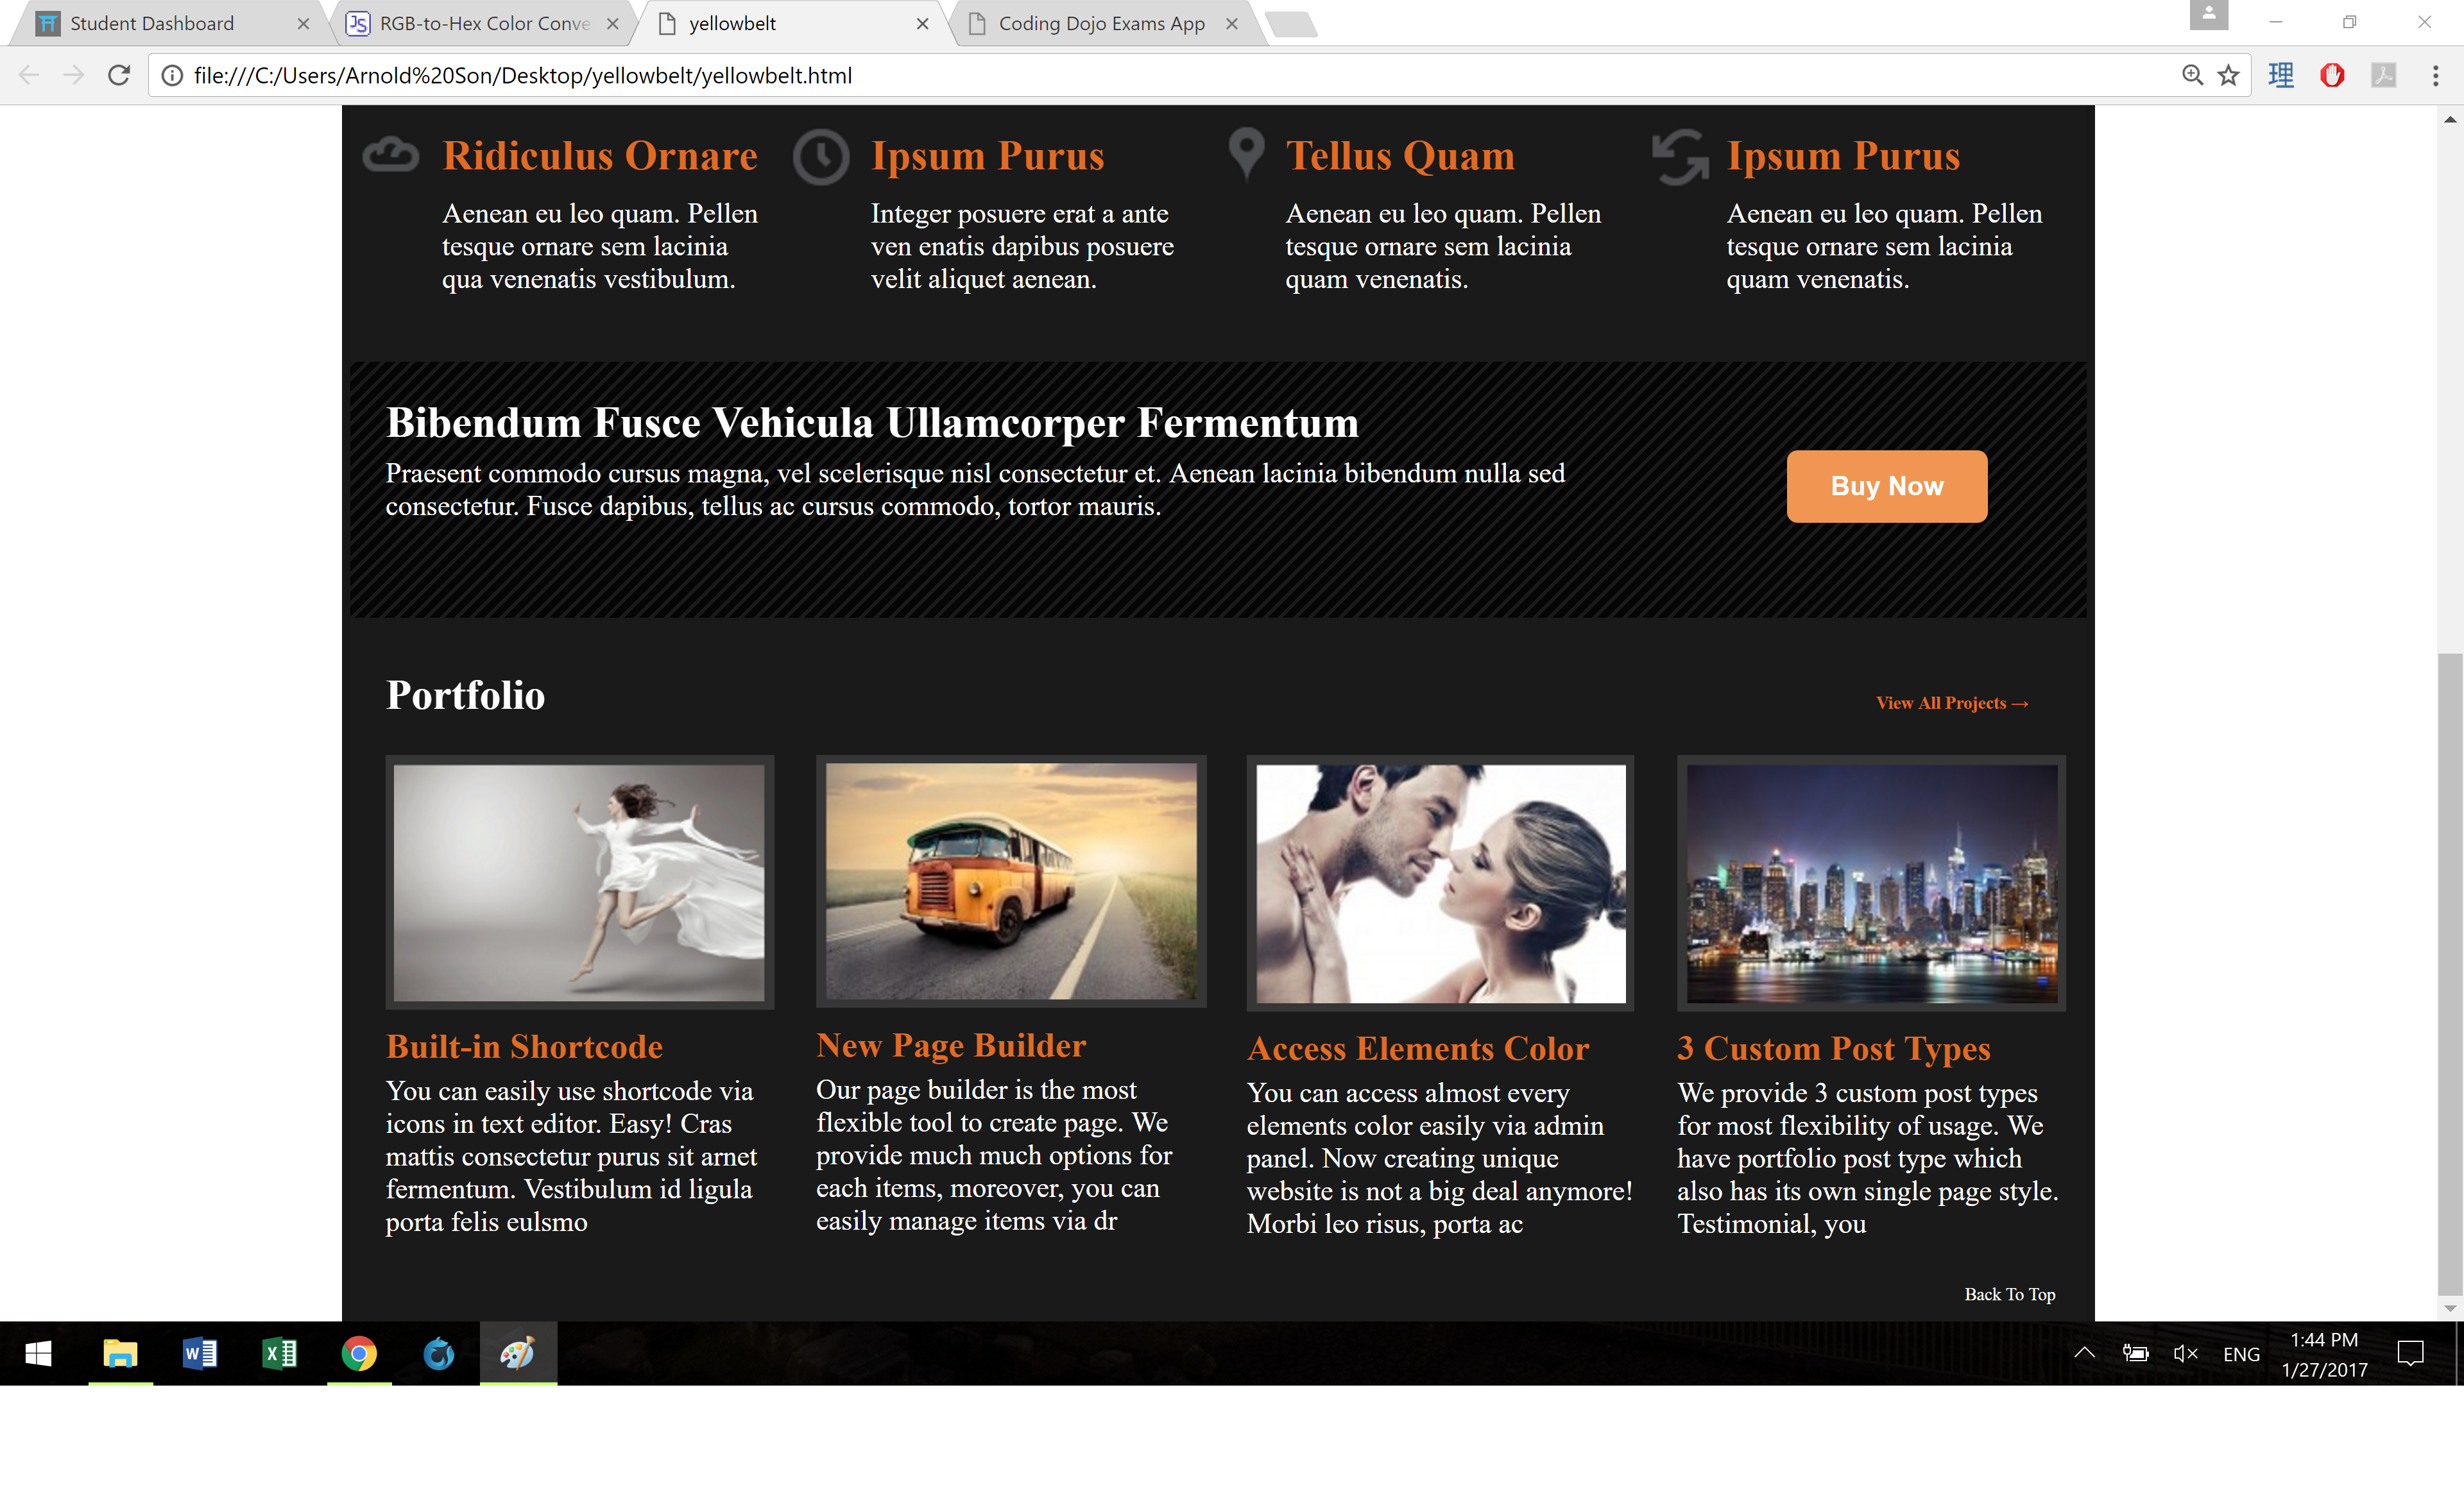 Student Dashboard
RGB-to-Hex Color Conve
yellowbelt
Coding Dojo Exams App
file:///C:/Users/Arnold%20Son/Desktop/yellowbelt/yellowbelt.html
理
Ridiculus Ornare
Aenean eu leo quam. Pellen
tesque ornare sem lacinia
qua venenatis vestibulum.
Ipsum Purus
Integer posuere erat a ante
ven enatis dapibus posuere
velit aliquet aenean.
Tellus Quam
Aenean eu leo quam. Pellen
tesque ornare sem lacinia
quam venenatis.
Ipsum Purus
Aenean eu leo quam. Pellen
tesque ornare sem lacinia
quam venenatis.
Bibendum Fusce Vehicula Ullamcorper Fermentum
Praesent commodo cursus magna, vel scelerisque nisl consectetur et. Aenean lacinia bibendum nulla sed
consectetur. Fusce dapibus, tellus ac cursus commodo, tortor mauris.
Buy Now
Portfolio
View All Projects →
Built-in Shortcode
You can easily use shortcode via
icons in text editor. Easy! Cras
mattis consectetur purus sit arnet
fermentum. Vestibulum id ligula
porta felis eulsmo
New Page Builder
Our page builder is the most
flexible tool to create page. We
provide much much options for
each items, moreover, you can
easily manage items via dr
Access Elements Color
You can access almost every
elements color easily via admin
panel. Now creating unique
website is not a big deal anymore!
Morbi leo risus, porta ac
3 Custom Post Types
We provide 3 custom post types
for most flexibility of usage. We
have portfolio post type which
also has its own single page style.
Testimonial, you
Back To Top
ENG
1:44 PM
1/27/2017